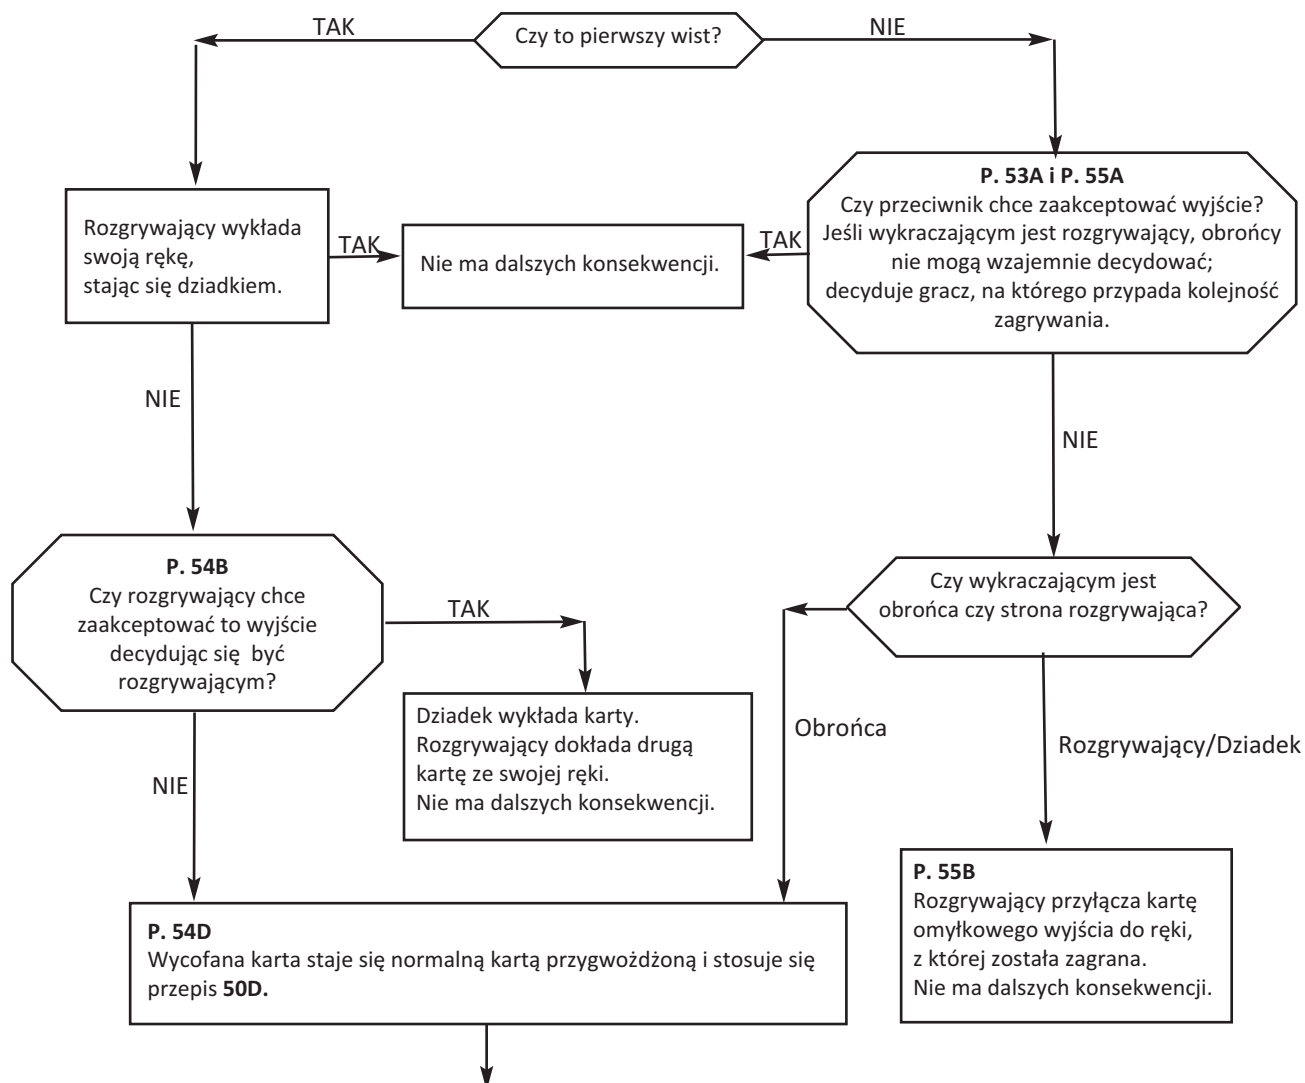 TAK
Czy to pierwszy wist?
NIE
Rozgrywający wykłada
swoją rękę,
stając się dziadkiem.
TAK
Nie ma dalszych konsekwencji.
TAK
P. 53A i P. 55A
Czy przeciwnik chce zaakceptować wyjście?
Jeśli wykraczającym jest rozgrywający, obrońcy
nie mogą wzajemnie decydować;
decyduje gracz, na którego przypada kolejność
zagrywania.
NIE
NIE
P. 54B
Czy rozgrywający chce
zaakceptować to wyjście
decydując się być
rozgrywającym?
TAK
Czy wykraczającym jest
obrońca czy strona rozgrywająca?
Dziadek wykłada karty.
Rozgrywający dokłada drugą
kartę ze swojej ręki.
Nie ma dalszych konsekwencji.
NIE
Obrońca
Rozgrywający/Dziadek
P. 55B
Rozgrywający przyłącza kartę
omyłkowego wyjścia do ręki,
z której została zagrana.
Nie ma dalszych konsekwencji.
P. 54D
Wycofana karta staje się normalną kartą przygwożdżoną i stosuje się
przepis 50D.